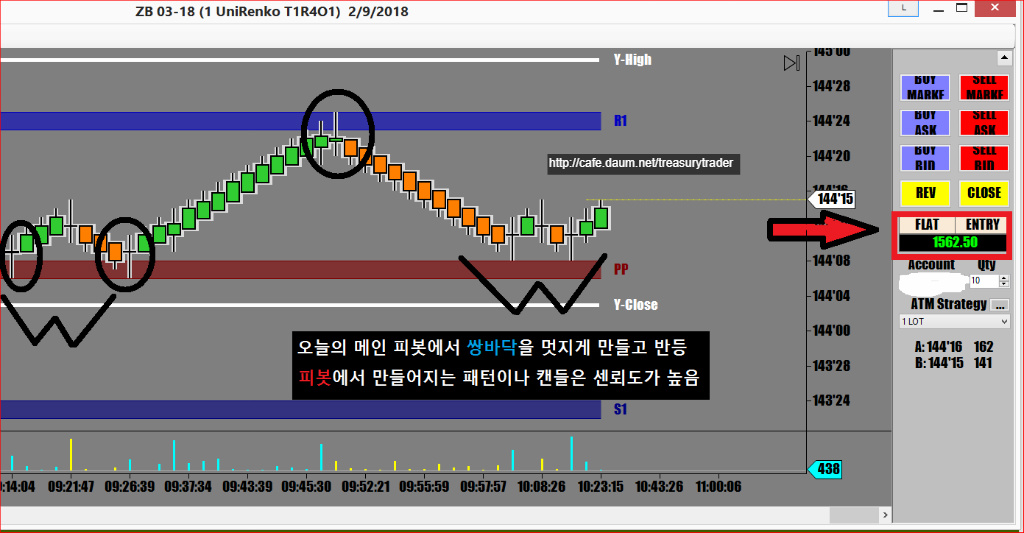 ZB 03-18 (1 UniRenko T1R4O1) 2/9/2018
L
Y-High
R1
http://cafe.daum.net/treasurytrader
PP
Y-Close
오늘의 메인 피봇에서 쌍바닥을 멋지게 만들고 반등
피봇에서 만들어지는 패턴이나 캔들은 센뢰도가 높음
S1
145'00
144'28
144'24
144'20
144'16
144'15
144'08
144'04
144'00
143'28
143'24
438
:14:04 09:21:47 09:26:39 09:37:34 09:43:39 09:45:30 09:52:21 09:55:59 09:57:57 10:08:26 10:23:15 10:43:26 11:00:06
BUY MARKE
SELL MARKE
BUY ASK
SELL ASK
BUY BID
SELL BID
REV
CLOSE
FLAT
ENTRY
1562.50
Account
Qty
10
ATM Strategy
...
1 LOT
A: 144'16 162
B: 144'15 141